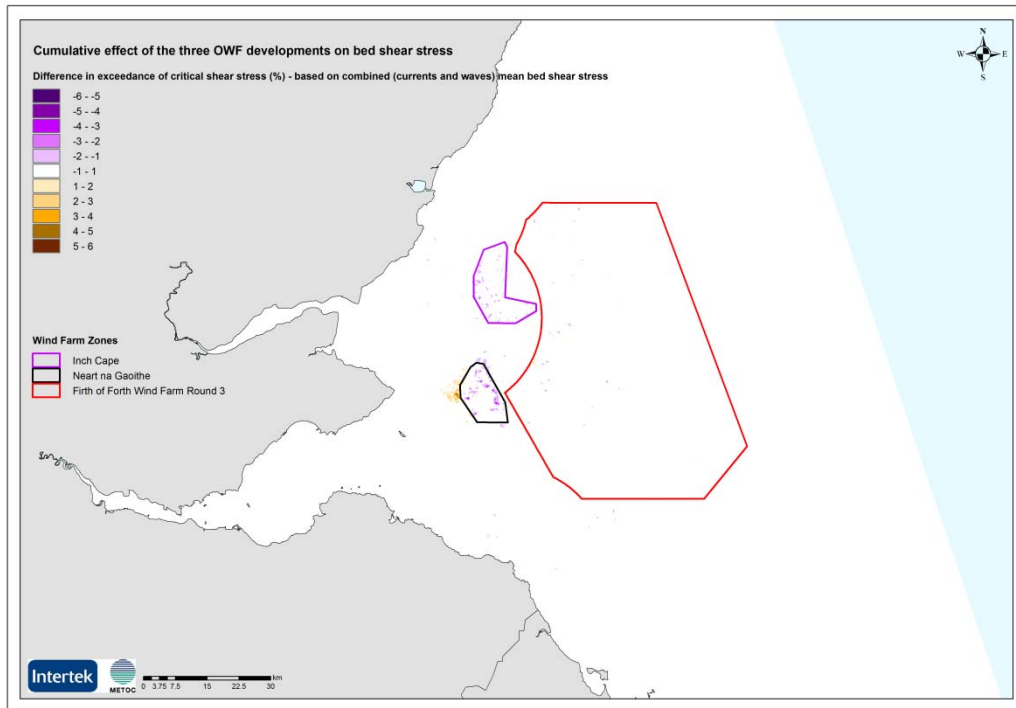 Cumulative effect of the three OWF developments on bed shear stress
Difference in exceedance of critical shear stress (%) - based on combined (currents and waves) mean bed shear stress
-6 - -5
-5 - -4
-4 - -3
-3 - -2
-2 - -1
-1 - 1
1 - 2
2 - 3
3 - 4
4 - 5
5 - 6
N
W E
S
Wind Farm Zones
Inch Cape
Neart na Gaoithe
Firth of Forth Wind Farm Round 3
Intertek
METOC
km
0 3.75 7.5 15 22.5 30